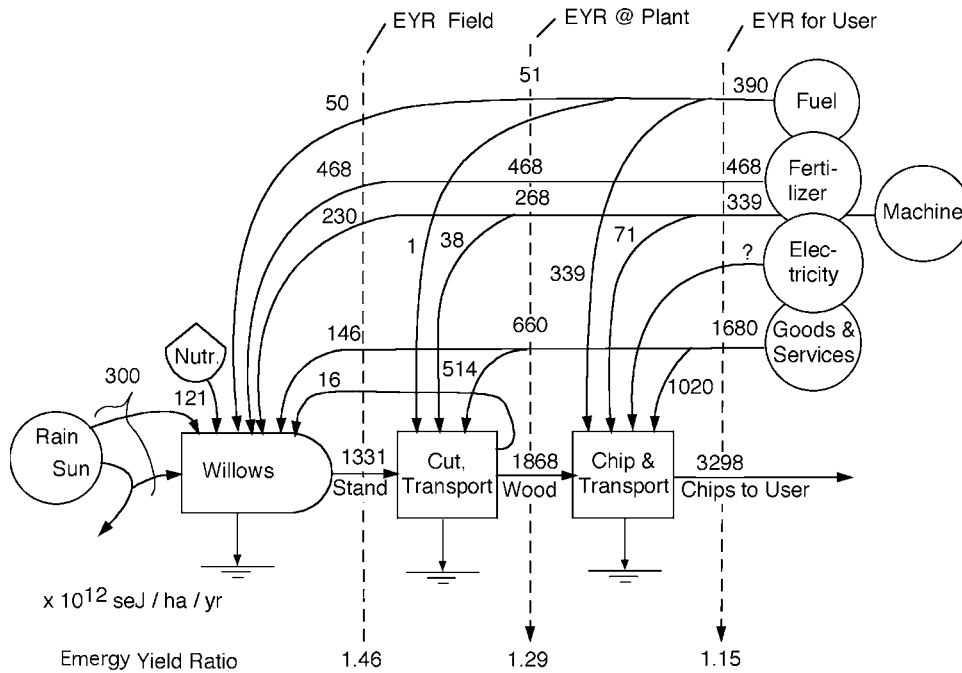 EYR Field
EYR @ Plant
EYR for User
51
390
50
Fuel
468
468
468
Ferti-
lizer
230
268
339
Machine
1
38
71
?
Elec-
tricity
339
146
660
1680
Goods &
Services
Nutr.
16
514
1020
300
121
Rain
Sun
Willows
1331
Stand
Cut,
Transport
1868
Wood
Chip &
Transport
3298
Chips to User
x 10¹² seJ / ha / yr
Emergy Yield Ratio
1.46
1.29
1.15